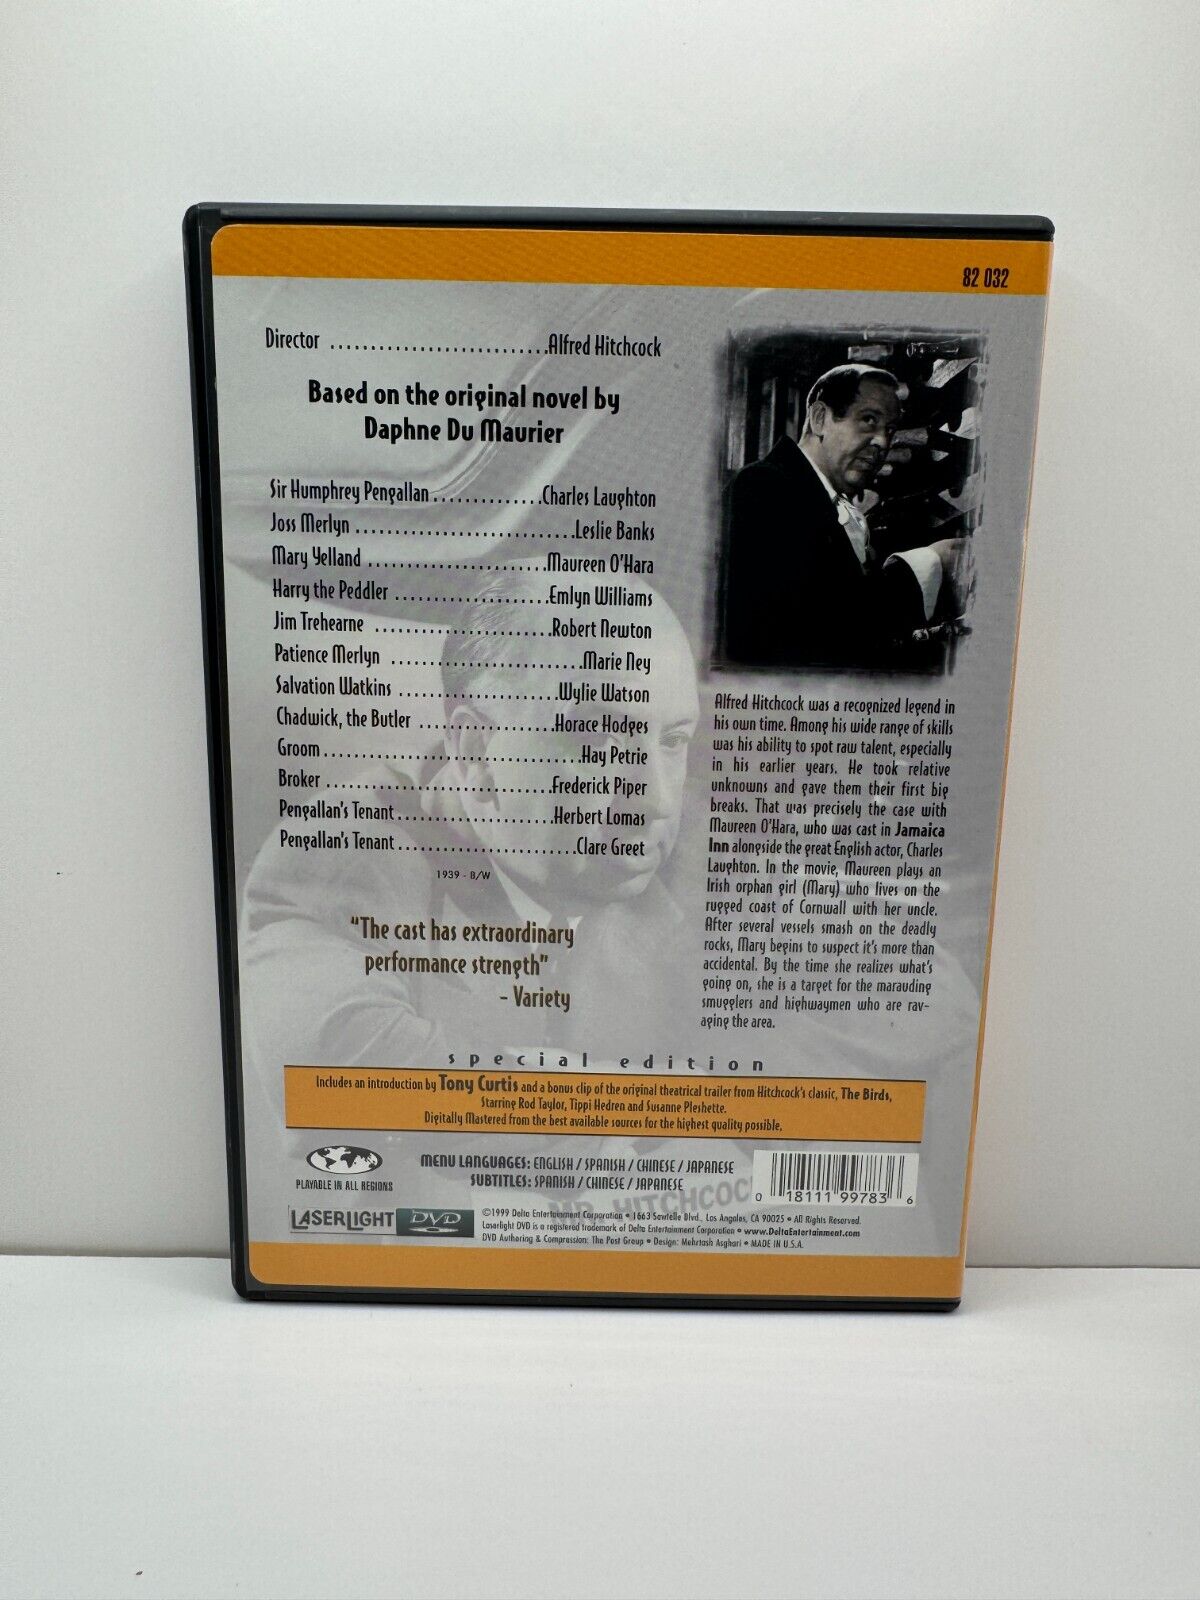 82 032
Director ...........................Alfred Hitchcock
Based on the original novel by
Daphne Du Maurier
Sir Humphrey Pengallan..............Charles Laughton
Joss Merlyn............................Leslie Banks
Mary Yelland.......................Maureen O'Hara
Harry the Peddler....................Emlyn Williams
Jim Trehearne .......................Robert Newton
Patience Merlyn .........................Marie Ney
Salvation Watkins.....................Wylie Watson
Chadwick, the Butler .................Horace Hodges
Groom.................................Hay Petrie
Broker.............................Frederick Piper
Pengallan's Tenant....................Herbert Lomas
Pengallan's Tenant.......................Clare Greet
1939 - B/W
"The cast has extraordinary
performance strength"
- Variety
Alfred Hitchcock was a recognized legend in
his own time. Among his wide range of skills
was his ability to spot raw talent, especially
in his earlier years. He took relative
unknowns and gave them their first big
breaks. That was precisely the case with
Maureen O'Hara, who was cast in Jamaica
Inn alongside the great English actor, Charles
Laughton. In the movie, Maureen plays an
Irish orphan girl (Mary) who lives on the
rugged coast of Cornwall with her uncle.
After several vessels smash on the deadly
rocks, Mary begins to suspect it's more than
accidental. By the time she realizes what's
going on, she is a target for the marauding
smugglers and highwaymen who are rav-
aging the area.
special edition
Includes an introduction by Tony Curtis and a bonus clip of the original theatrical trailer from Hitchcock's classic, The Birds,
Starring Rod Taylor, Tippi Hedren and Susanne Pleshette.
Digitally Mastered from the best available sources for the highest quality possible.
PLAYABLE IN ALL REGIONS
MENU LANGUAGES: ENGLISH / SPANISH / CHINESE / JAPANESE
SUBTITLES: SPANISH / CHINESE / JAPANESE
MR. HITCHCOC
0 18111 99783 6
LASERLIGHT DVD
©1999 Delta Entertainment Corporation • 1663 Sawtelle Blvd., Los Angeles, CA 90025 • All Rights Reserved.
Laserlight DVD is a registered trademark of Delta Entertainment Corporation • www.DeltaEntertainment.com
DVD Authoring & Compression: The Post Group • Design: Mehrtash Asghari • MADE IN U.S.A.